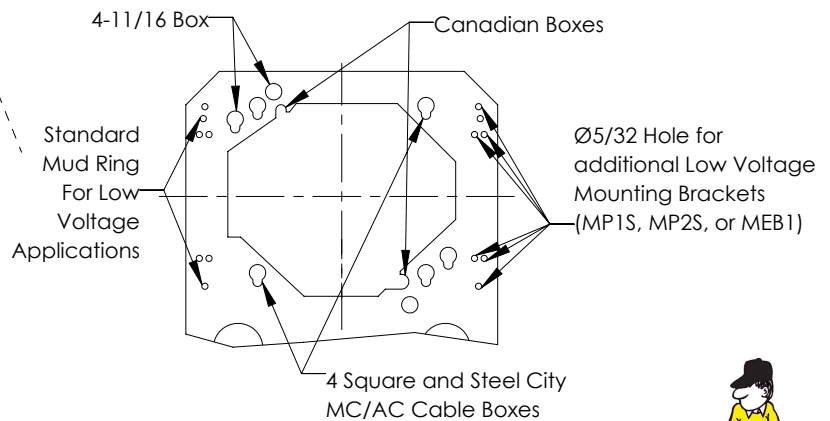 4-11/16 Box
Canadian Boxes
Standard
Mud Ring
For Low
Voltage
Applications
Ø5/32 Hole for
additional Low Voltage
Mounting Brackets
(MP1S, MP2S, or MEB1)
4 Square and Steel City
MC/AC Cable Boxes